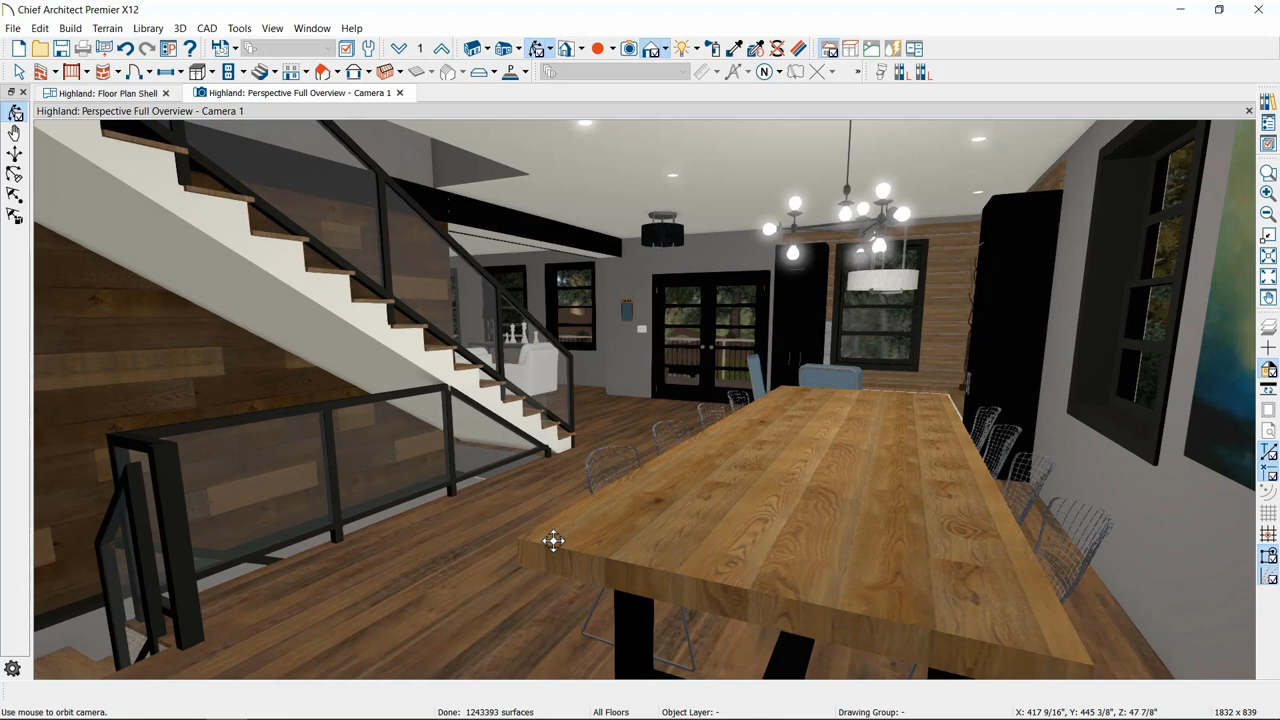 Chief Architect Premier X12
File Edit Build Terrain Library 3D CAD Tools View Window Help
1
Highland: Floor Plan Shell Highland: Perspective Full Overview - Camera 1
Highland: Perspective Full Overview - Camera 1
Use mouse to orbit camera. Done: 1243393 surfaces All Floors Object Layer: - Drawing Group: - X: 417 9/16", Y: 445 3/8", Z: 47 7/8" 1832 x 839